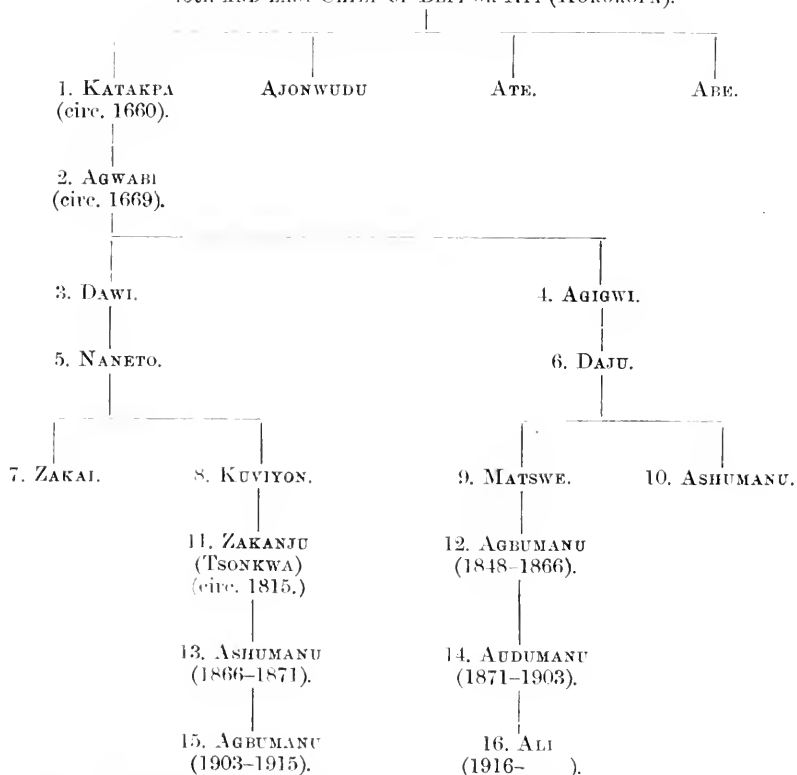 1. KATAKPA AJONWUDU ATE. ABE.
(circ. 1660).
2. AGWABI
(circ. 1669).
3. DAWI. 4. AGIGWI.
5. NANETO. 6. DAJU.
7. ZAKAI. 8. KUVIYON. 9. MATSWE. 10. ASHUMANU.
11. ZAKANJU 12. AGBUMANU
(TSONKWA) (1848–1866).
(circ. 1815.)
13. ASHUMANU 14. AUDUMANU
(1866–1871). (1871–1903).
15. AGBUMANU 16. ALI
(1903–1915). (1916– ).